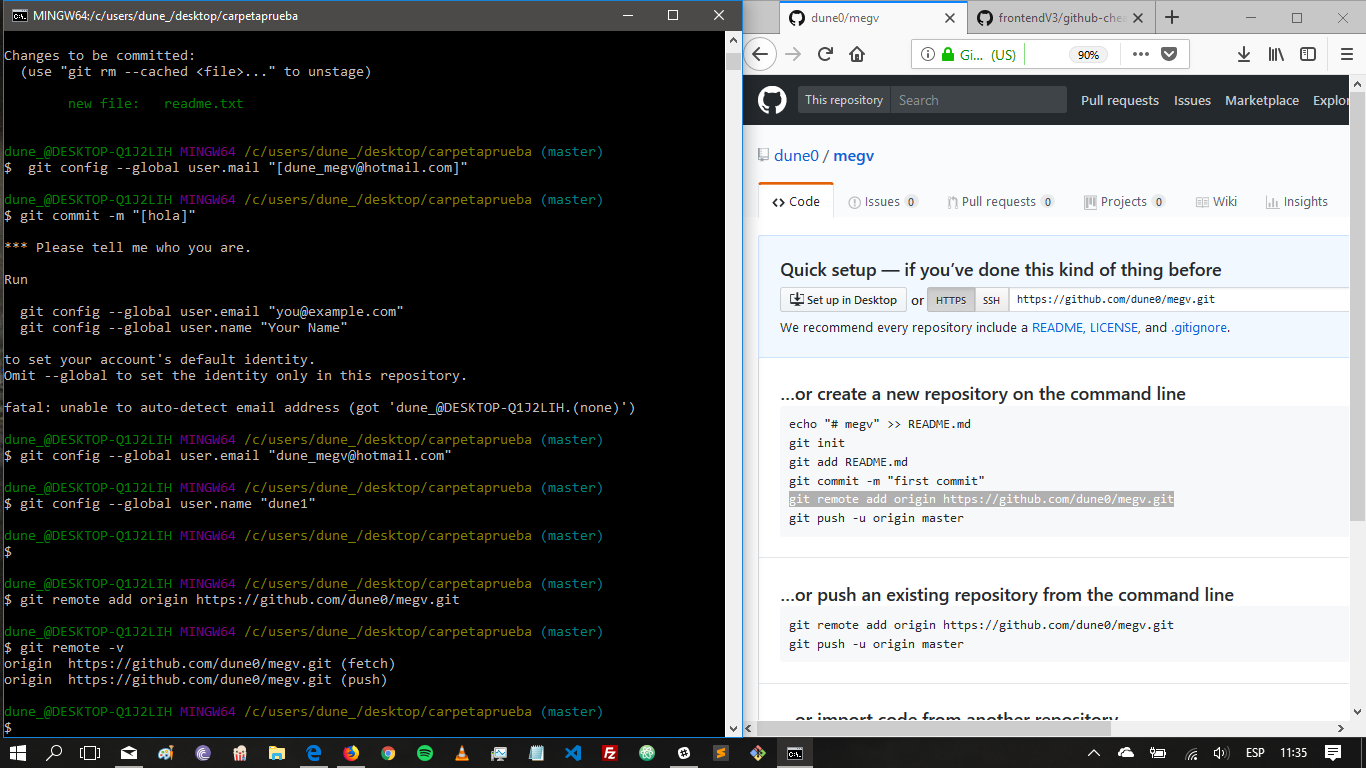 MINGW64:/c/users/dune_/desktop/carpetaprueba
Changes to be committed:
(use "git rm --cached <file>..." to unstage)
new file:   readme.txt
dune_@DESKTOP-Q1J2LIH MINGW64 /c/users/dune_/desktop/carpetaprueba (master)
$  git config --global user.mail "[dune_megv@hotmail.com]"
dune_@DESKTOP-Q1J2LIH MINGW64 /c/users/dune_/desktop/carpetaprueba (master)
$ git commit -m "[hola]"
*** Please tell me who you are.
Run
git config --global user.email "you@example.com"
git config --global user.name "Your Name"
to set your account's default identity.
Omit --global to set the identity only in this repository.
fatal: unable to auto-detect email address (got 'dune_@DESKTOP-Q1J2LIH.(none)')
dune_@DESKTOP-Q1J2LIH MINGW64 /c/users/dune_/desktop/carpetaprueba (master)
$ git config --global user.email "dune_megv@hotmail.com"
dune_@DESKTOP-Q1J2LIH MINGW64 /c/users/dune_/desktop/carpetaprueba (master)
$ git config --global user.name "dune1"
dune_@DESKTOP-Q1J2LIH MINGW64 /c/users/dune_/desktop/carpetaprueba (master)
$
dune_@DESKTOP-Q1J2LIH MINGW64 /c/users/dune_/desktop/carpetaprueba (master)
$ git remote add origin https://github.com/dune0/megv.git
dune_@DESKTOP-Q1J2LIH MINGW64 /c/users/dune_/desktop/carpetaprueba (master)
$ git remote -v
origin  https://github.com/dune0/megv.git (fetch)
origin  https://github.com/dune0/megv.git (push)
dune_@DESKTOP-Q1J2LIH MINGW64 /c/users/dune_/desktop/carpetaprueba (master)
$
dune0/megv
frontendV3/github-che
Gi... (US)
90%
This repository Search
Pull requests Issues Marketplace Explor
dune0 / megv
Code Issues 0 Pull requests 0 Projects 0 Wiki Insights
Quick setup — if you've done this kind of thing before
Set up in Desktop or HTTPS SSH https://github.com/dune0/megv.git
We recommend every repository include a README, LICENSE, and .gitignore.
…or create a new repository on the command line
echo "# megv" >> README.md
git init
git add README.md
git commit -m "first commit"
git remote add origin https://github.com/dune0/megv.git
git push -u origin master
…or push an existing repository from the command line
git remote add origin https://github.com/dune0/megv.git
git push -u origin master
…or import code from another repository
ESP 11:35